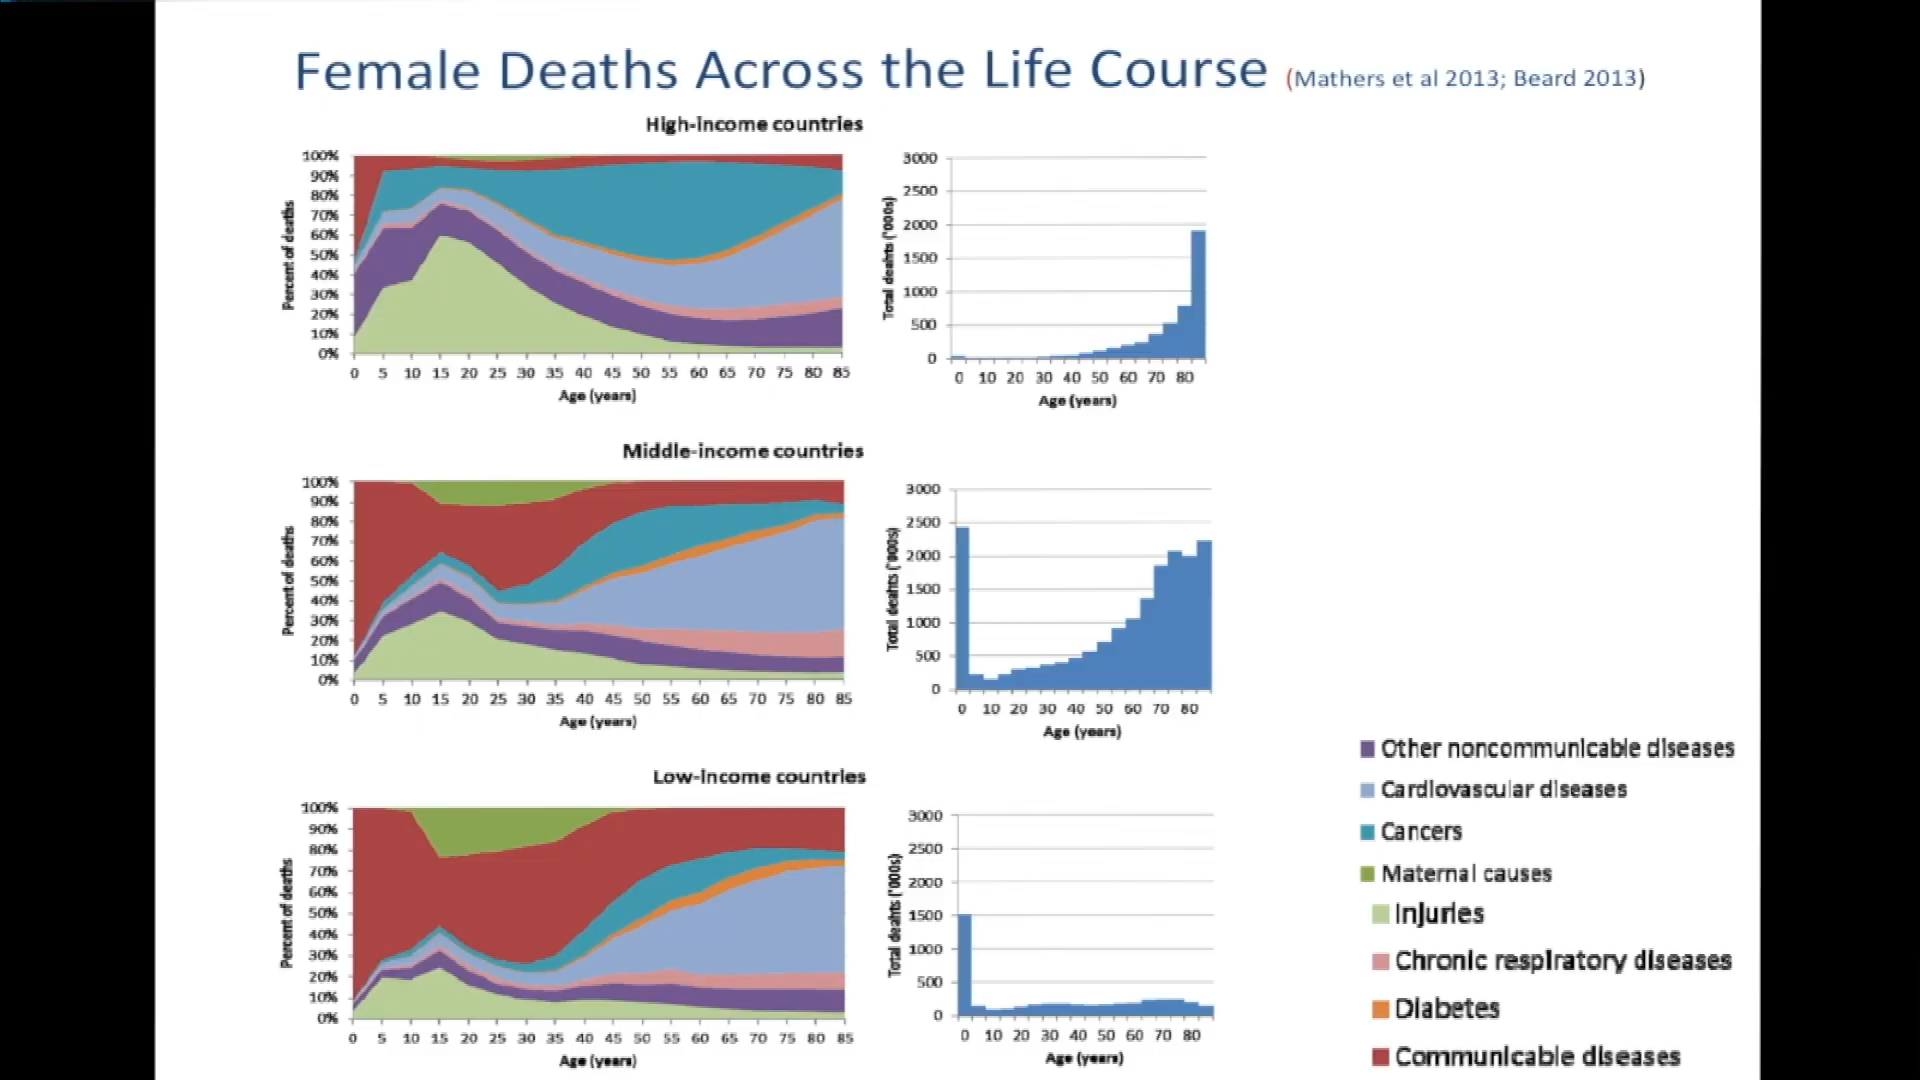 Female Deaths Across the Life Course (Mathers et al 2013; Beard 2013)
High-income countries
Percent of deaths
100%
90%
80%
70%
60%
50%
40%
30%
20%
10%
0%
0 5 10 15 20 25 30 35 40 45 50 55 60 65 70 75 80 85
Age (years)
Total deahts ('000s)
3000
2500
2000
1500
1000
500
0
0 10 20 30 40 50 60 70 80
Age (years)
Middle-income countries
Percent of deaths
100%
90%
80%
70%
60%
50%
40%
30%
20%
10%
0%
0 5 10 15 20 25 30 35 40 45 50 55 60 65 70 75 80 85
Age (years)
Total deahts ('000s)
3000
2500
2000
1500
1000
500
0
0 10 20 30 40 50 60 70 80
Age (years)
Low-income countries
Percent of deaths
100%
90%
80%
70%
60%
50%
40%
30%
20%
10%
0%
0 5 10 15 20 25 30 35 40 45 50 55 60 65 70 75 80 85
Age (years)
Total deahts ('000s)
3000
2500
2000
1500
1000
500
0
0 10 20 30 40 50 60 70 80
Age (years)
Other noncommunicable diseases
Cardiovascular diseases
Cancers
Maternal causes
Injuries
Chronic respiratory diseases
Diabetes
Communicable diseases